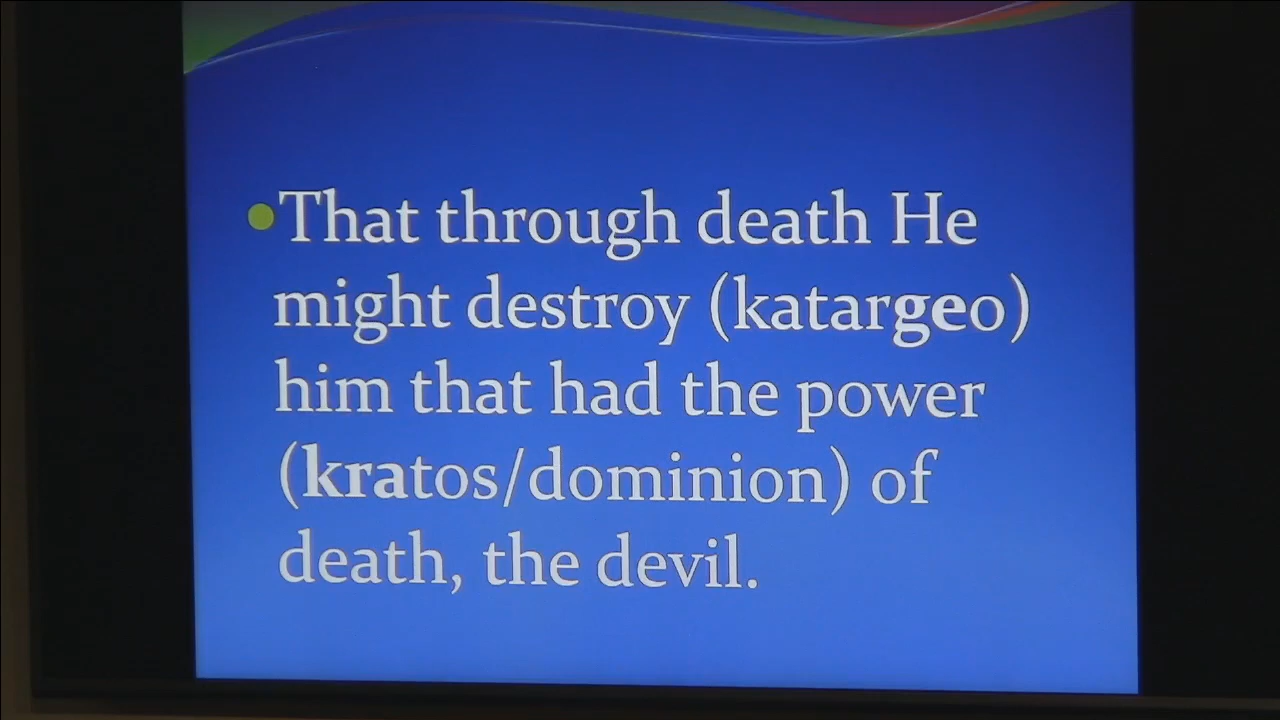 That through death He
might destroy (katargeo)
him that had the power
(kratos/dominion) of
death, the devil.